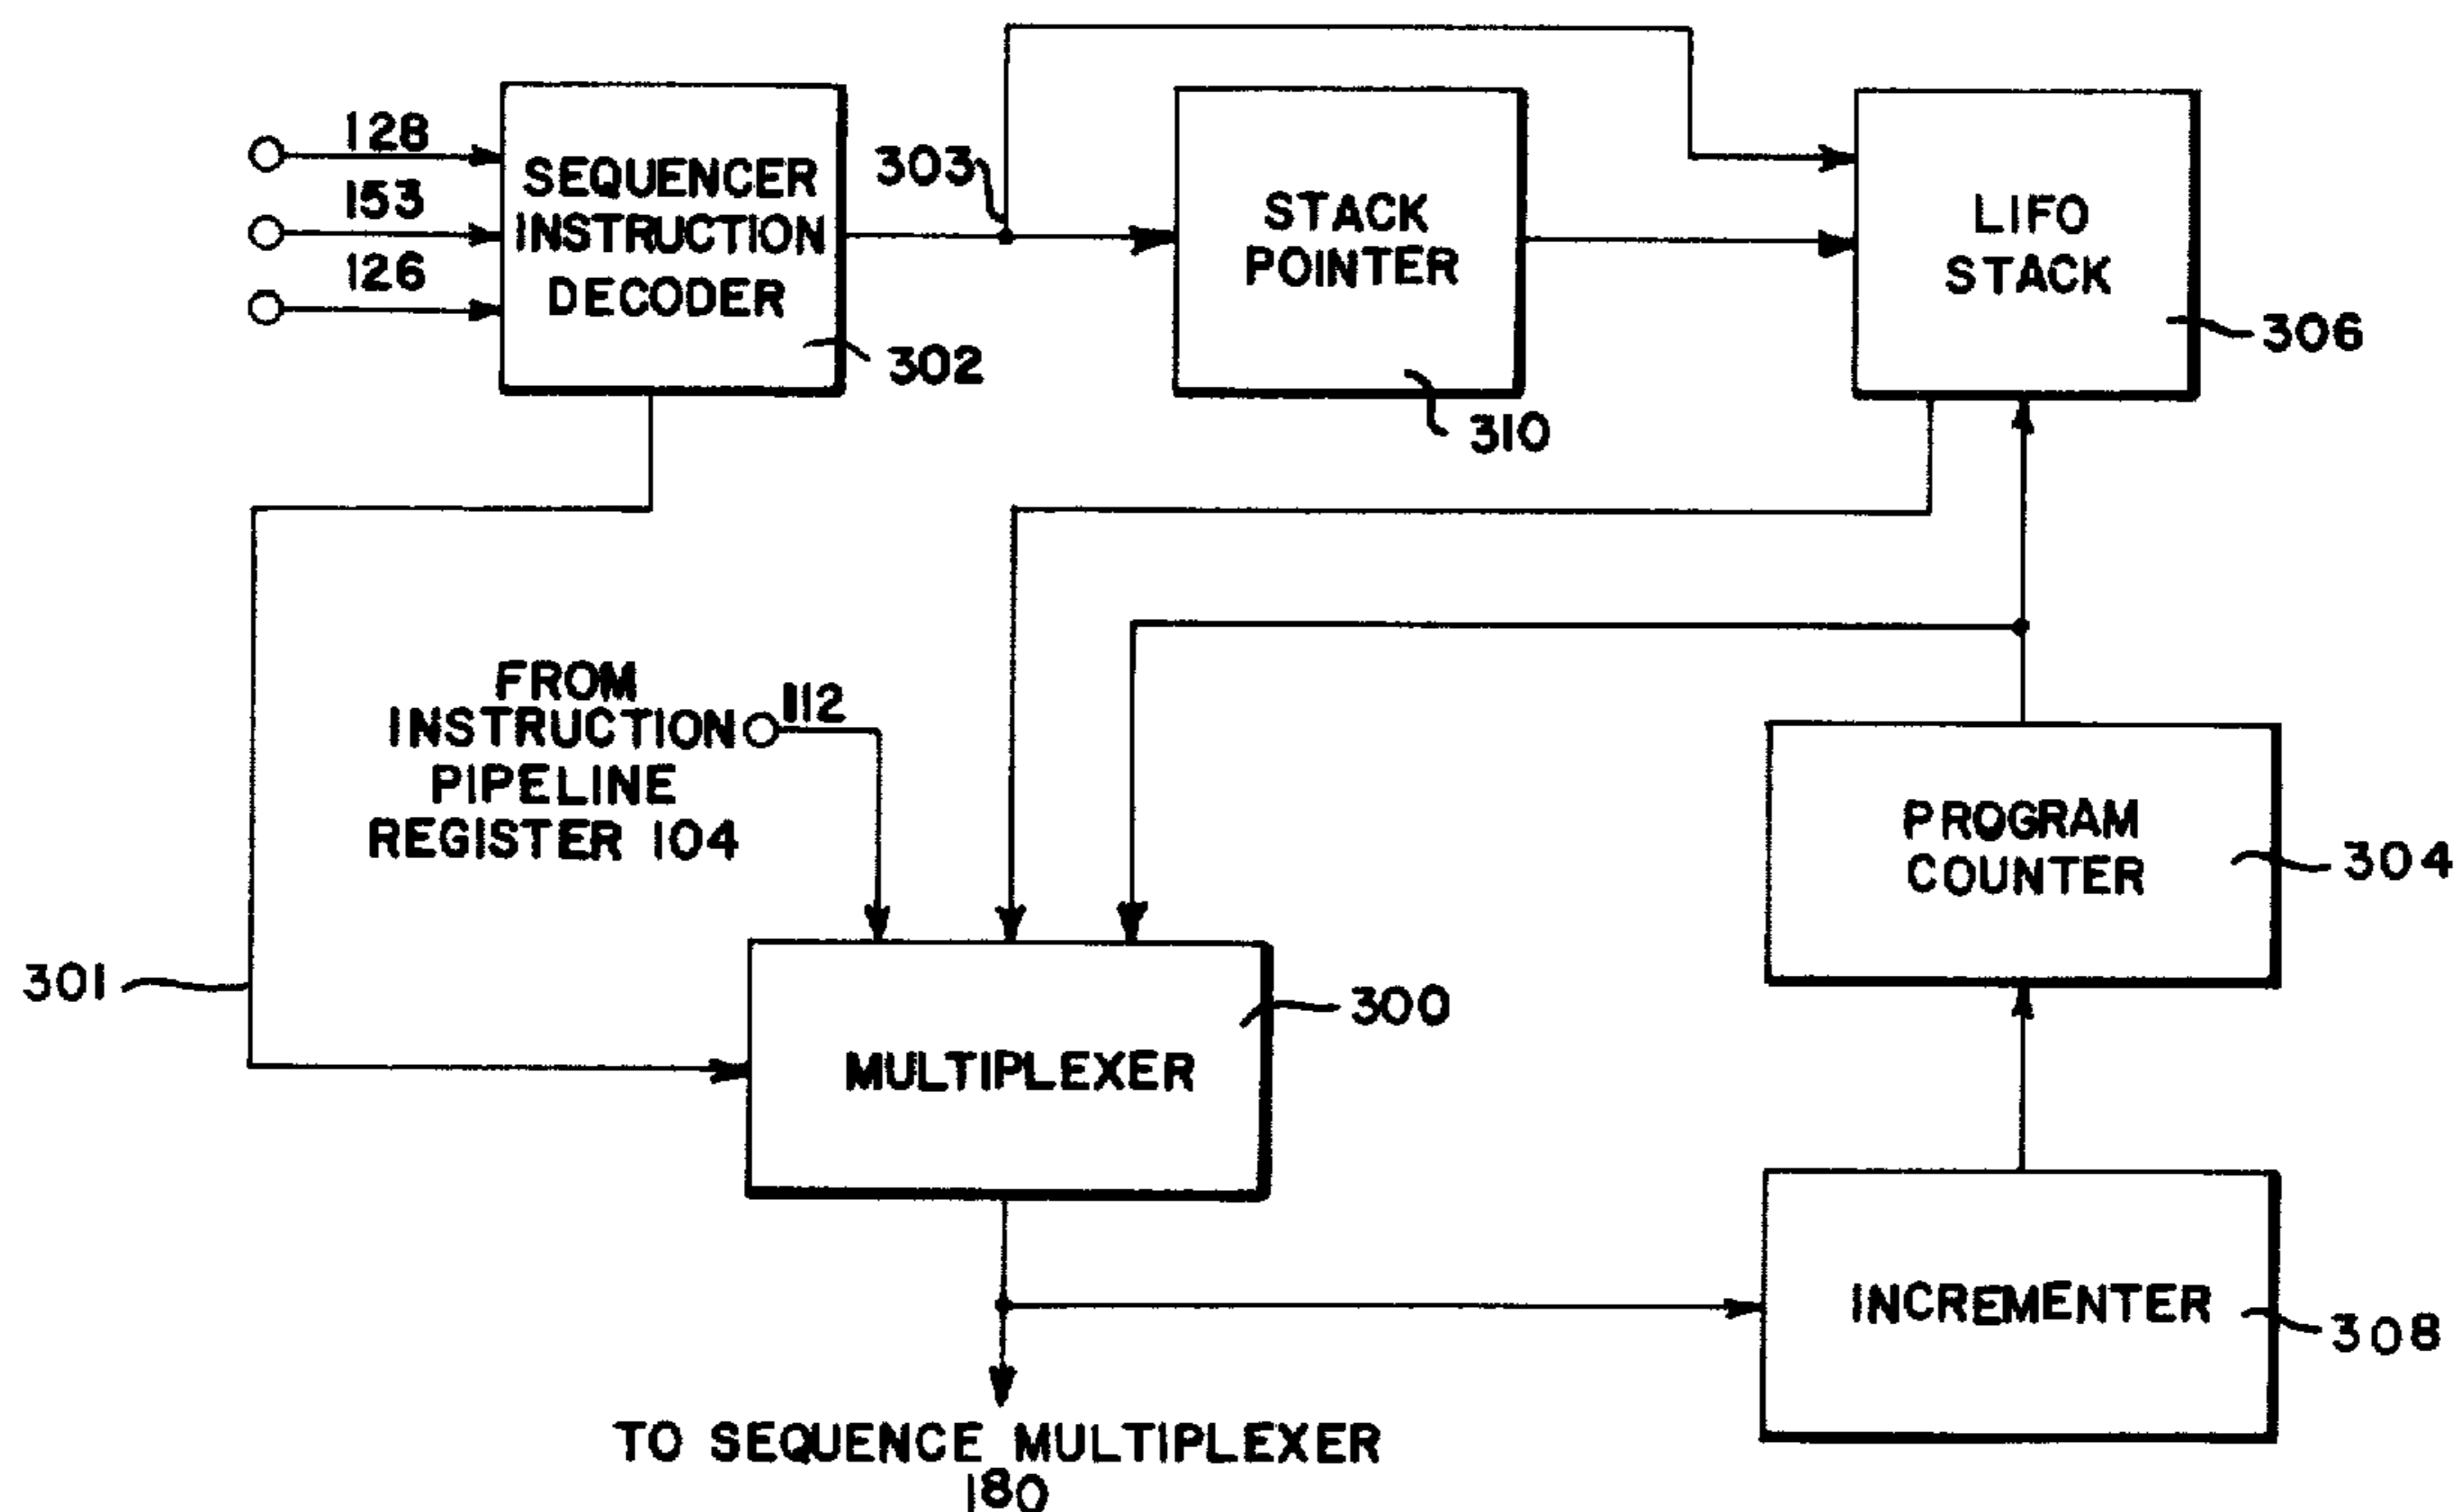 128
153
126
SEQUENCER
INSTRUCTION
DECODER
302
303
STACK
POINTER
310
LIFO
STACK
306
FROM
INSTRUCTION
PIPELINE
REGISTER 104
112
301
MULTIPLEXER
300
PROGRAM
COUNTER
304
INCREMENTER
308
TO SEQUENCE MULTIPLEXER
180